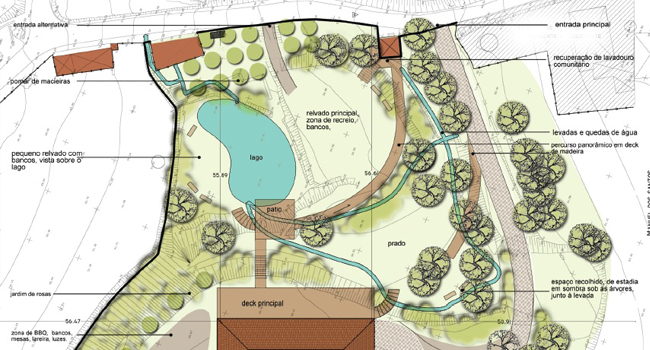 entrada alternativa
entrada principal
recuperação de lavadouro
comunitário
pomar de macieiras
relvado principal,
zona de recreio,
bancos,
levadas e quedas de água
percurso panorâmico em deck
de madeira
pequeno relvado com
bancos, vista sobre o
lago
lago
55.89
56.6
patio
prado
espaço recolhido, de estadia
em sombra sob as árvores,
junto à levada
jardim de rosas
deck principal
56.47
zona de BBQ, bancos,
mesas, lareira, luzes.